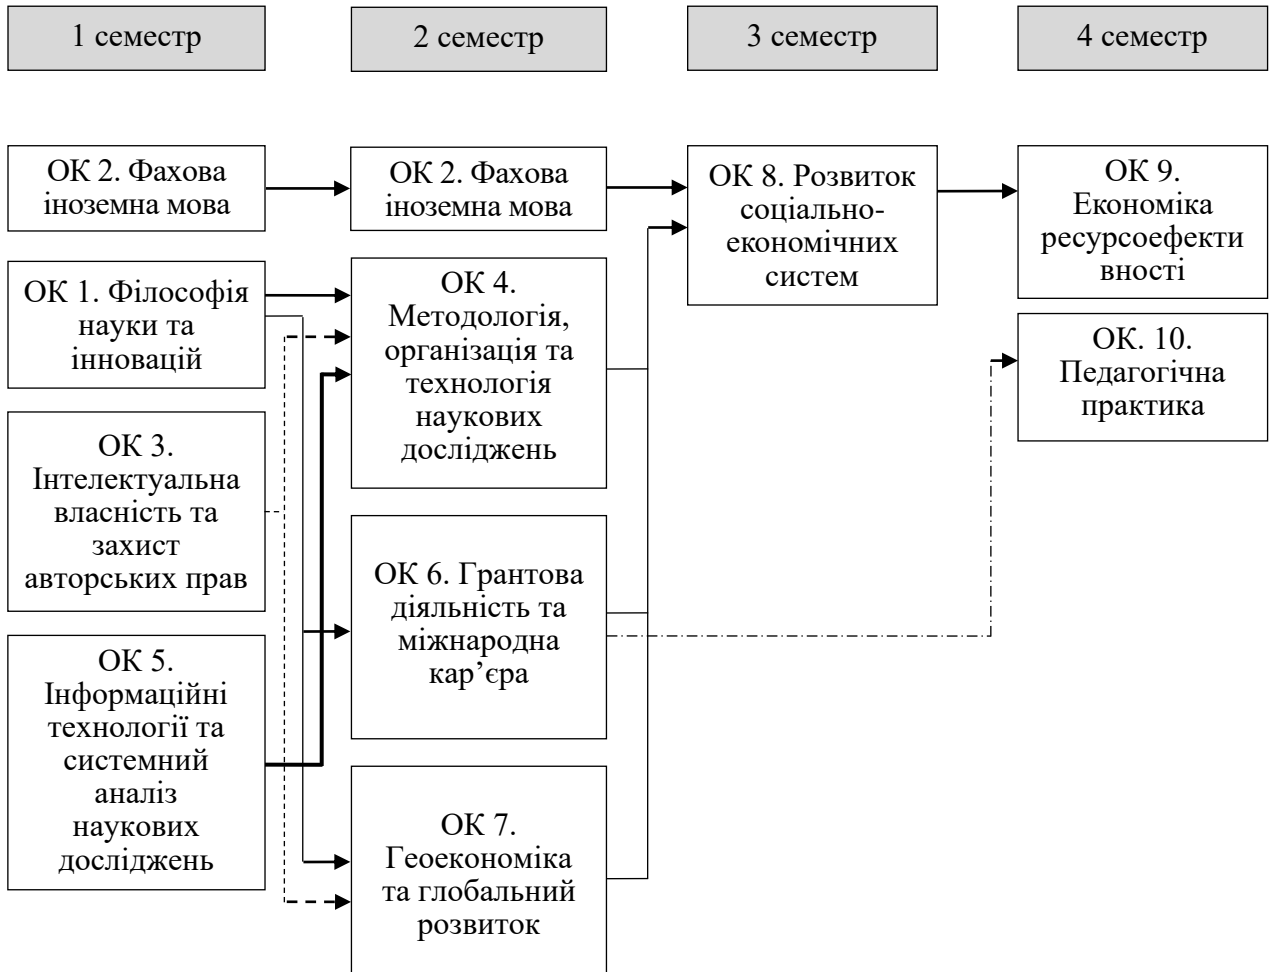 1 семестр
2 семестр
3 семестр
4 семестр
ОК 2. Фахова
іноземна мова
ОК 1. Філософія
науки та
інновацій
ОК 3.
Інтелектуальна
власність та
захист
авторських прав
ОК 5.
Інформаційні
технології та
системний
аналіз
наукових
досліджень
ОК 2. Фахова
іноземна мова
ОК 4.
Методологія,
організація та
технологія
наукових
досліджень
ОК 6. Грантова
діяльність та
міжнародна
кар’єра
ОК 7.
Геоекономіка
та глобальний
розвиток
ОК 8. Розвиток
соціально-
економічних
систем
ОК 9.
Економіка
ресурсоефекти
вності
ОК. 10.
Педагогічна
практика